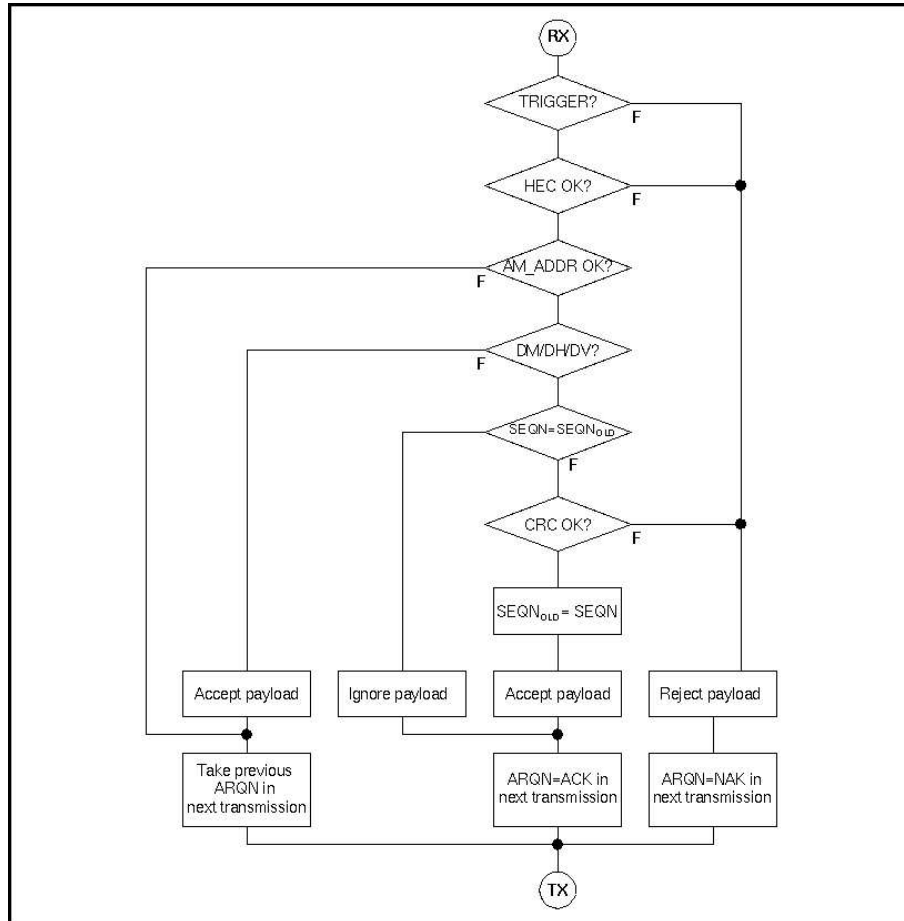 RX
TRIGGER?
F
HEC OK?
F
AM_ADDR OK?
F
DM/DH/DV?
F
SEQN=SEQNOLD
F
CRC OK?
F
SEQNOLD= SEQN
Accept payload
Ignore payload
Accept payload
Reject payload
Take previous
ARQN in
next transmission
ARQN=ACK in
next transmission
ARQN=NAK in
next transmission
TX